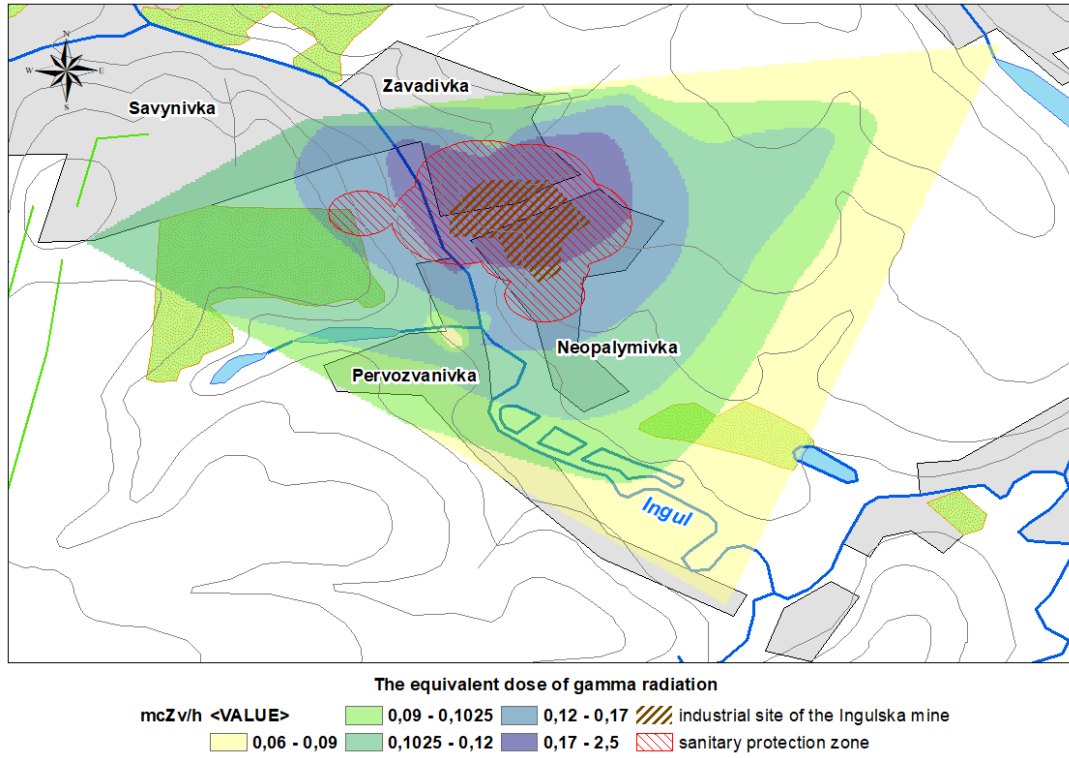 N
W E
S
Zavadivka
Savynivka
Neopalymivka
Pervozvanivka
Ingul
The equivalent dose of gamma radiation
mcZv/h <VALUE>
0,09 - 0,1025
0,12 - 0,17
industrial site of the Ingulska mine
0,06 - 0,09
0,1025 - 0,12
0,17 - 2,5
sanitary protection zone